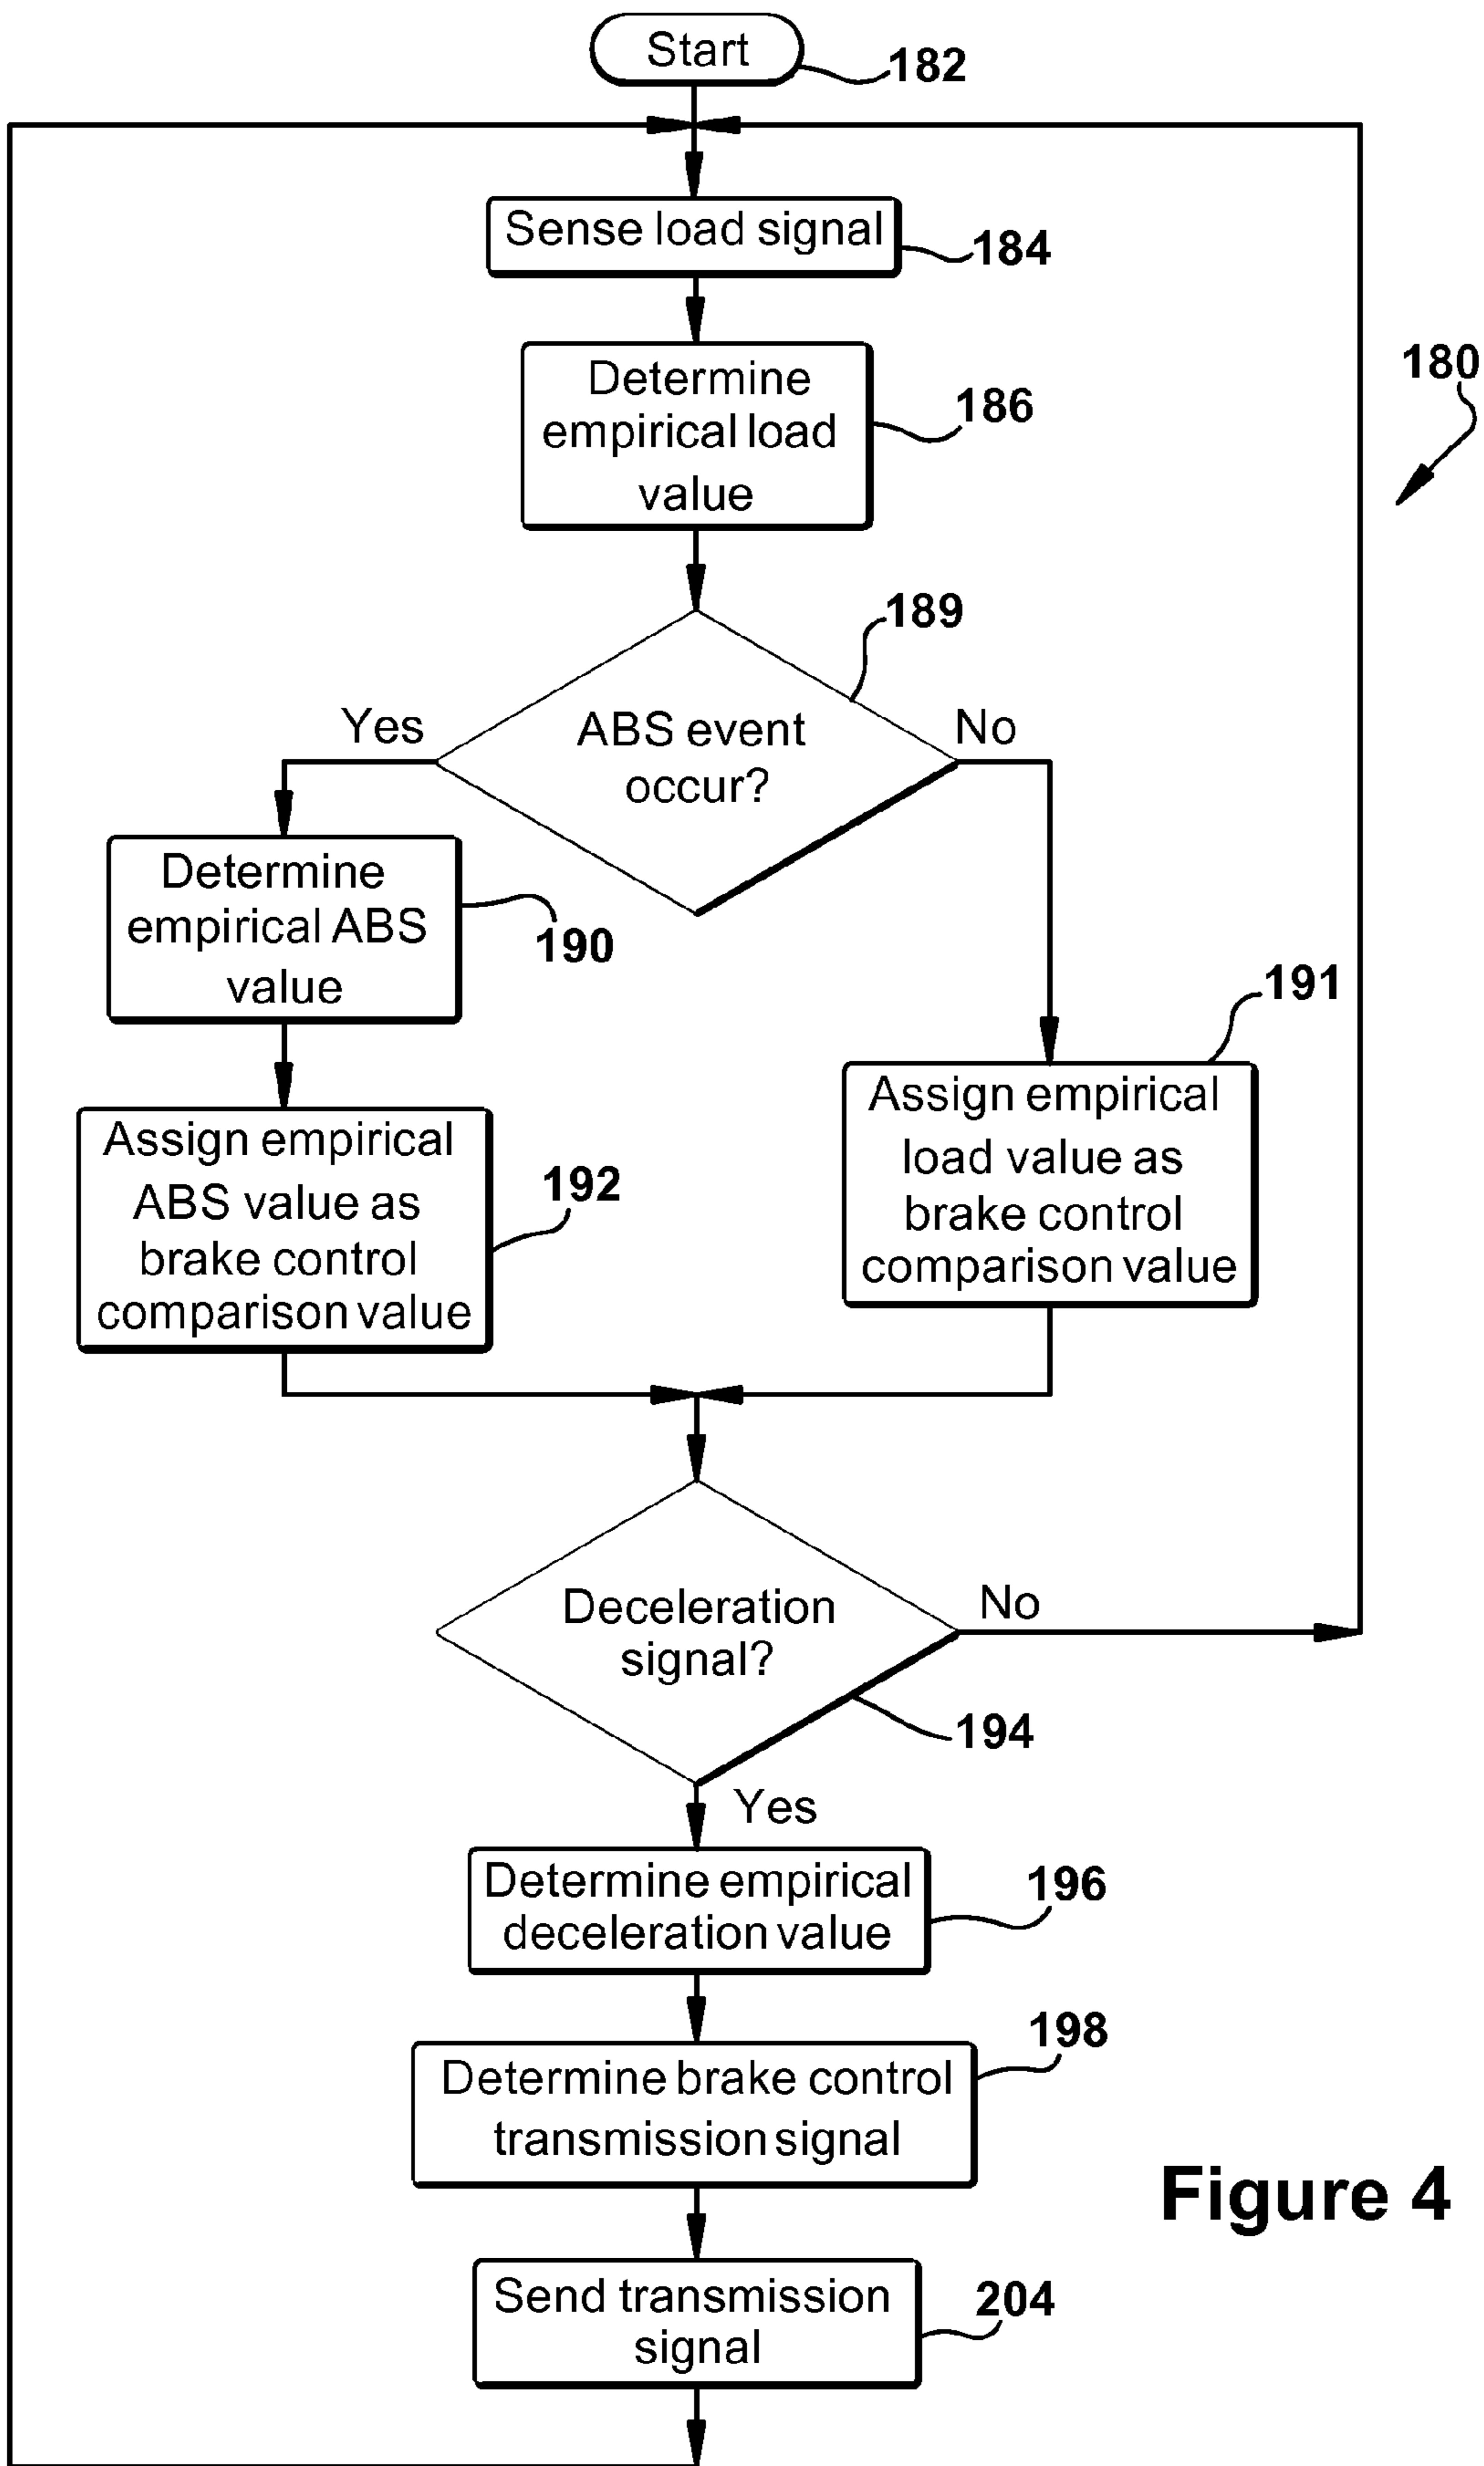 Start
182
Sense load signal
184
180
Determine
empirical load
value
186
189
Yes
ABS event
occur?
No
Determine
empirical ABS
value
190
191
Assign empirical
load value as
brake control
comparison value
Assign empirical
ABS value as
brake control
comparison value
192
Deceleration
signal?
No
194
Yes
Determine empirical
deceleration value
196
198
Determine brake control
transmission signal
Figure 4
Send transmission
signal
204